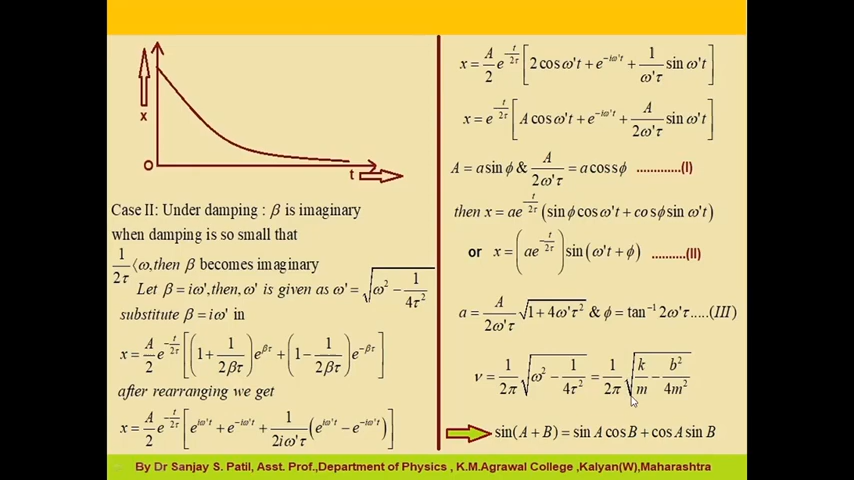 x
O
t
Case II: Under damping : β is imaginary
when damping is so small that
1/2τ ⟨ω, then β becomes imaginary
Let β = iω', then, ω' is given as ω' = √(ω² − 1/4τ²)
substitute β = iω' in
x = A/2 e^(−t/2τ) [(1 + 1/2βτ) e^(βτ) + (1 − 1/2βτ) e^(−βτ)]
after rearranging we get
x = A/2 e^(−t/2τ) [e^(iω't) + e^(−iω't) + 1/2iω'τ (e^(iω't) − e^(−iω't))]
x = A/2 e^(−t/2τ) [2 cos ω't + e^(−iω't) + 1/ω'τ sin ω't]
x = e^(−t/2τ) [A cos ω't + e^(−iω't) + A/2ω'τ sin ω't]
A = a sin ϕ & A/2ω'τ = a cossϕ .............(I)
then x = ae^(−t/2τ) (sin ϕ cos ω't + cosϕ sin ω't)
or x = (ae^(−t/2τ)) sin(ω't + ϕ) ..........(II)
a = A/2ω'τ √(1 + 4ω'τ²) & ϕ = tan⁻¹ 2ω'τ.....(III)
ν = 1/2π √(ω² − 1/4τ²) = 1/2π √(k/m − b²/4m²)
sin(A + B) = sin A cos B + cos A sin B
By Dr Sanjay S. Patil, Asst. Prof.,Department of Physics , K.M.Agrawal College ,Kalyan(W),Maharashtra